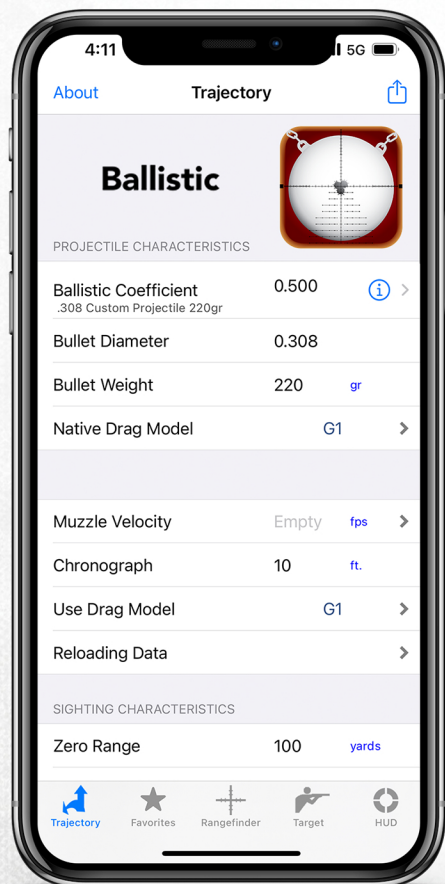 4:11
5G
About
Trajectory
Ballistic
PROJECTILE CHARACTERISTICS
Ballistic Coefficient 0.500
.308 Custom Projectile 220gr
Bullet Diameter 0.308
Bullet Weight 220 gr
Native Drag Model G1
Muzzle Velocity Empty fps
Chronograph 10 ft.
Use Drag Model G1
Reloading Data
SIGHTING CHARACTERISTICS
Zero Range 100 yards
Trajectory Favorites Rangefinder Target HUD